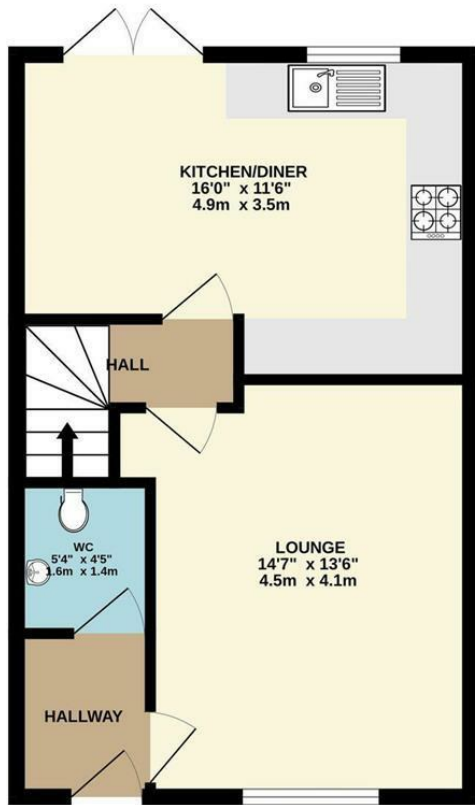 KITCHEN/DINER
16'0" x 11'6"
4.9m x 3.5m
HALL
WC
5'4" x 4'5"
1.6m x 1.4m
LOUNGE
14'7" x 13'6"
4.5m x 4.1m
HALLWAY